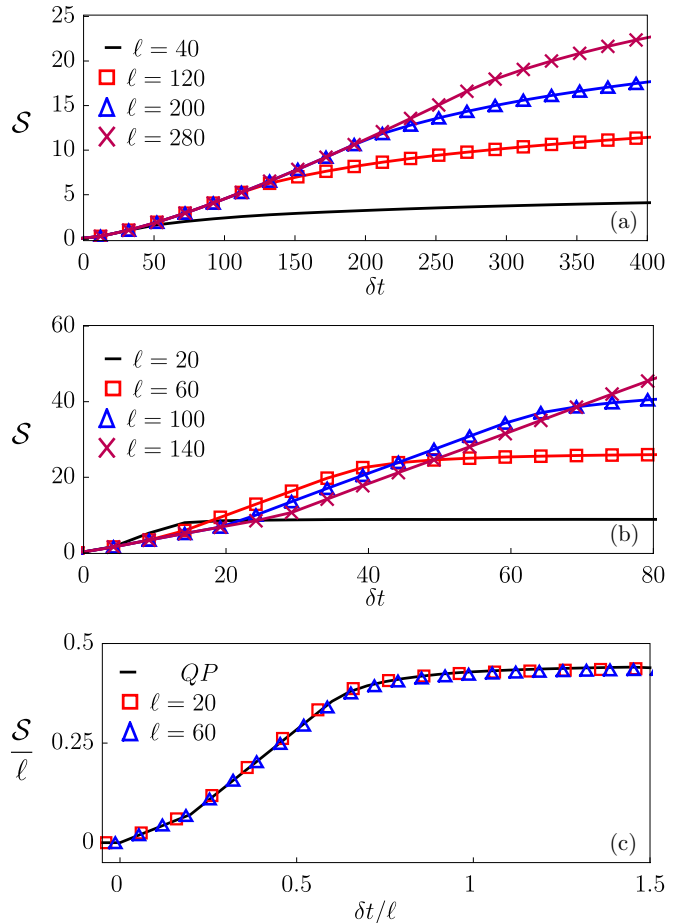 25
20
15
10
5
0
S
ℓ = 40
ℓ = 120
ℓ = 200
ℓ = 280
(a)
0 50 100 150 200 250 300 350 400
δt
60
40
20
0
S
ℓ = 20
ℓ = 60
ℓ = 100
ℓ = 140
(b)
0 20 40 60 80
δt
0.5
0.25
0
S
ℓ
QP
ℓ = 20
ℓ = 60
(c)
0 0.5 1 1.5
δt/ℓ